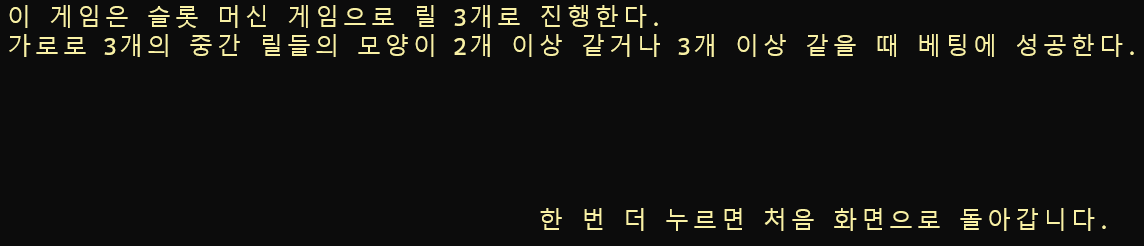 이 게임은 슬롯 머신 게임으로 릴 3개로 진행한다.
가로로 3개의 중간 릴들의 모양이 2개 이상 같거나 3개 이상 같을 때 베팅에 성공한다.
한 번 더 누르면 처음 화면으로 돌아갑니다.